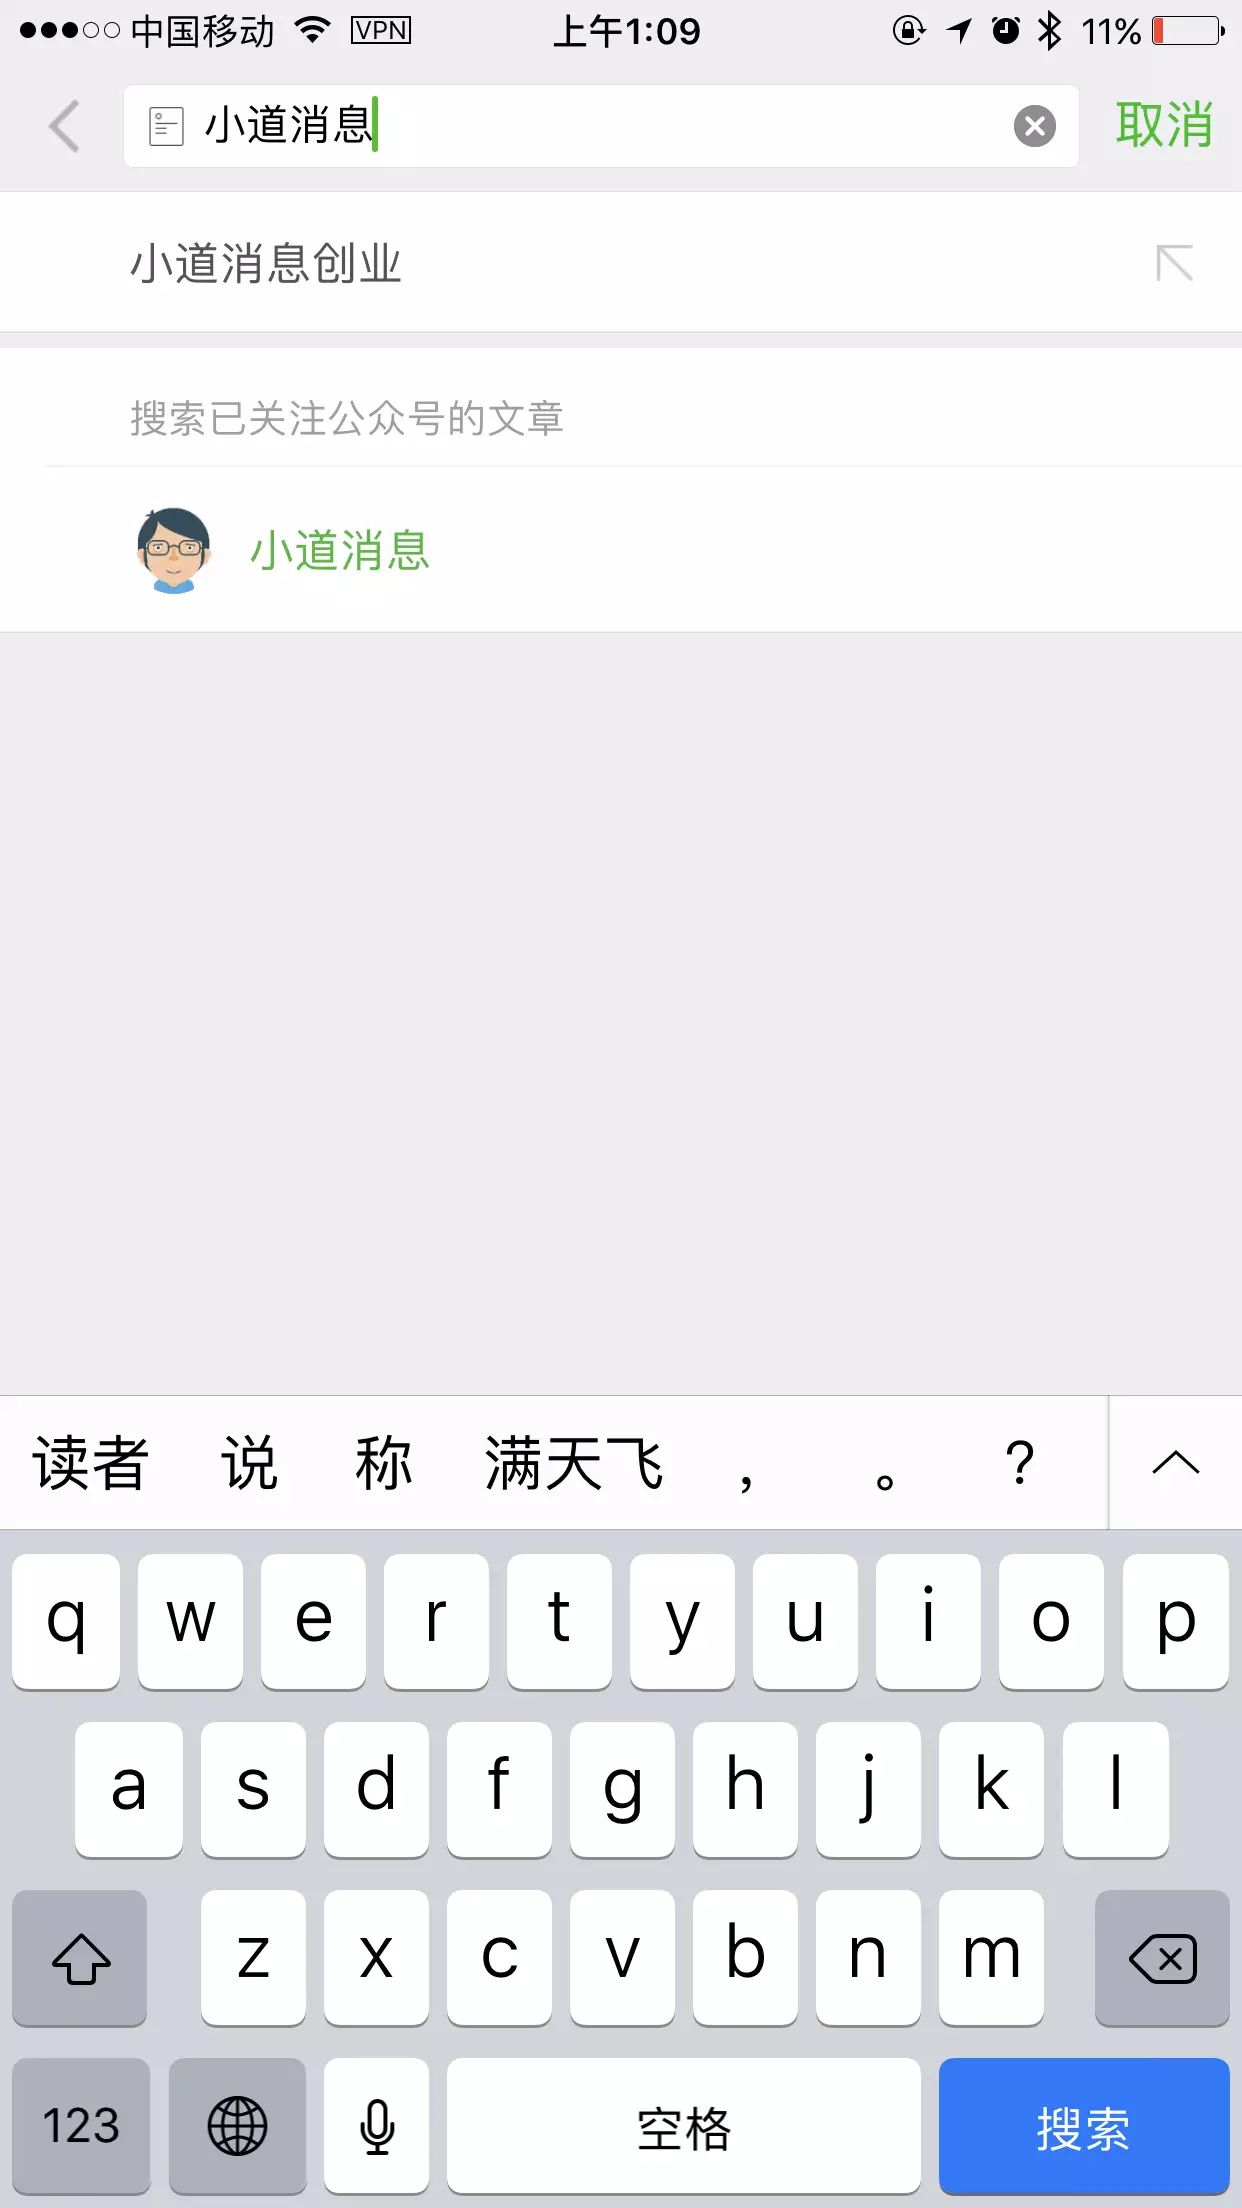 中国移动 VPN 上午1:09 11%
小道消息 取消
小道消息创业
搜索已关注公众号的文章
小道消息
读者 说 称 满天飞 ， 。 ?
q w e r t y u i o p
a s d f g h j k l
z x c v b n m
123 空格 搜索